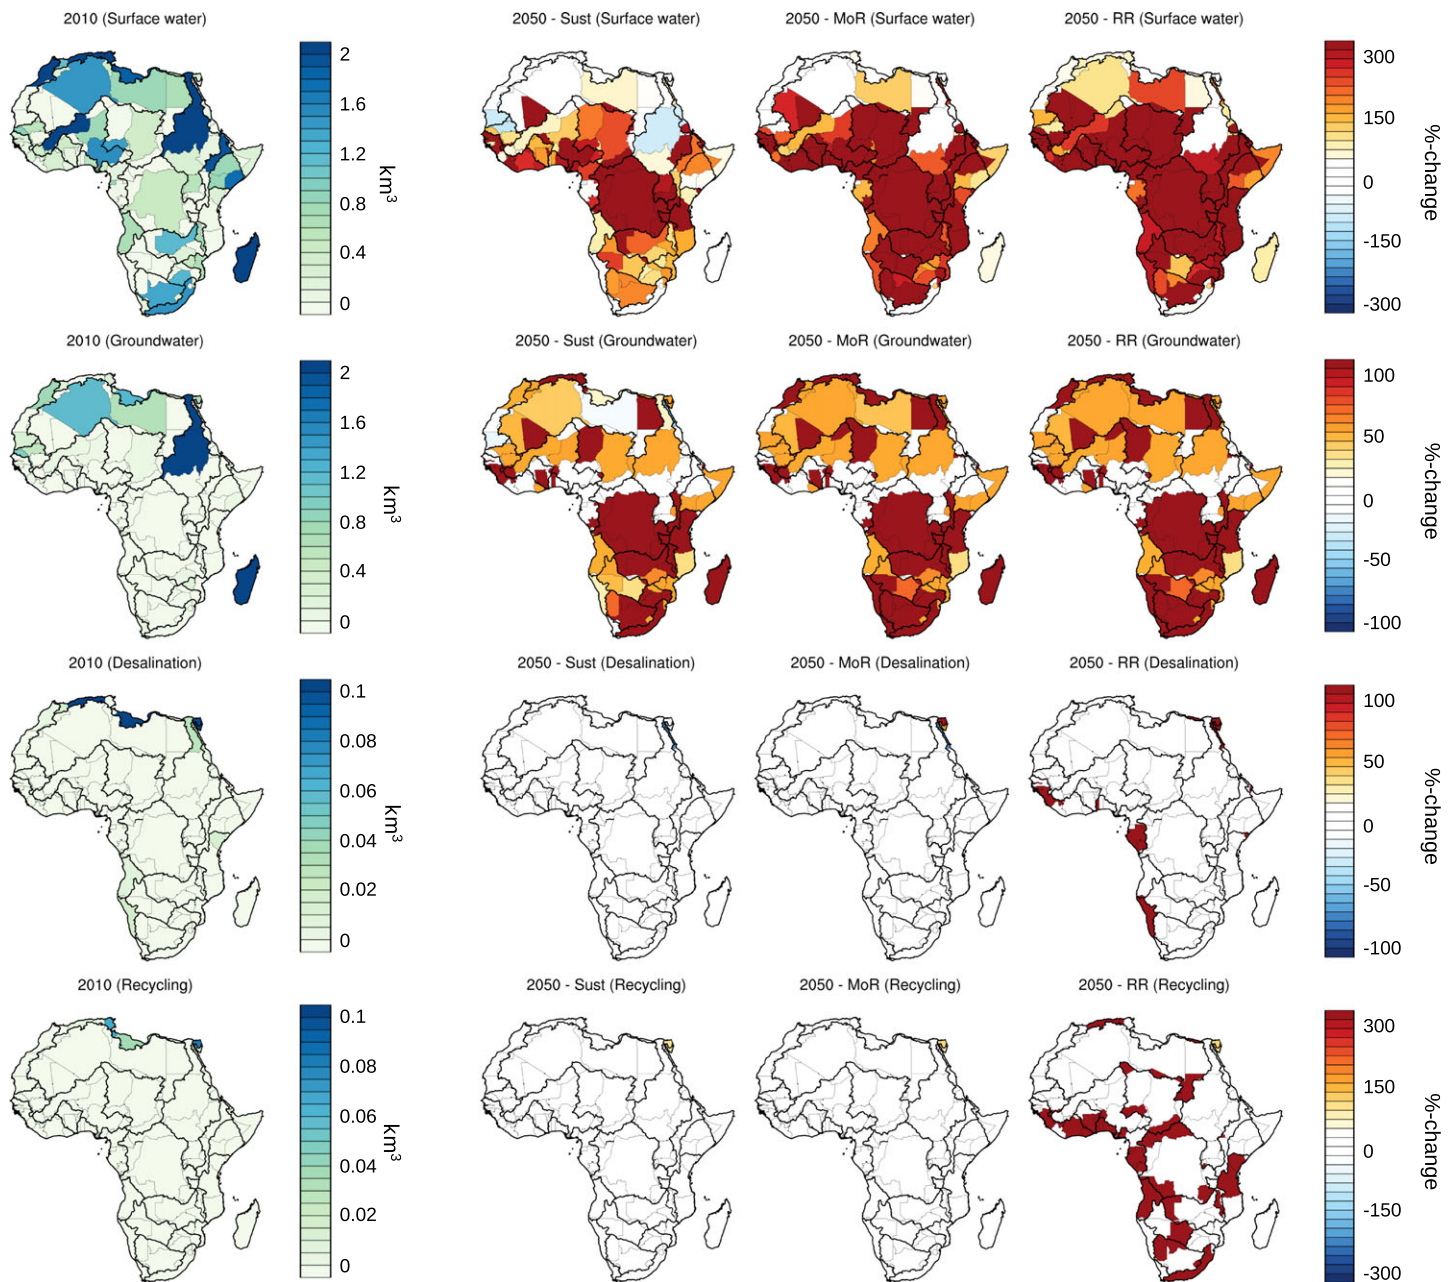 2010 (Surface water)
2050 - Sust (Surface water)
2050 - MoR (Surface water)
2050 - RR (Surface water)
2
1.6
1.2
0.8
0.4
0
km³
300
150
0
-150
-300
%-change
2010 (Groundwater)
2050 - Sust (Groundwater)
2050 - MoR (Groundwater)
2050 - RR (Groundwater)
2
1.6
1.2
0.8
0.4
0
km³
100
50
0
-50
-100
%-change
2010 (Desalination)
2050 - Sust (Desalination)
2050 - MoR (Desalination)
2050 - RR (Desalination)
0.1
0.08
0.06
0.04
0.02
0
km³
100
50
0
-50
-100
%-change
2010 (Recycling)
2050 - Sust (Recycling)
2050 - MoR (Recycling)
2050 - RR (Recycling)
0.1
0.08
0.06
0.04
0.02
0
km³
300
150
0
-150
-300
%-change